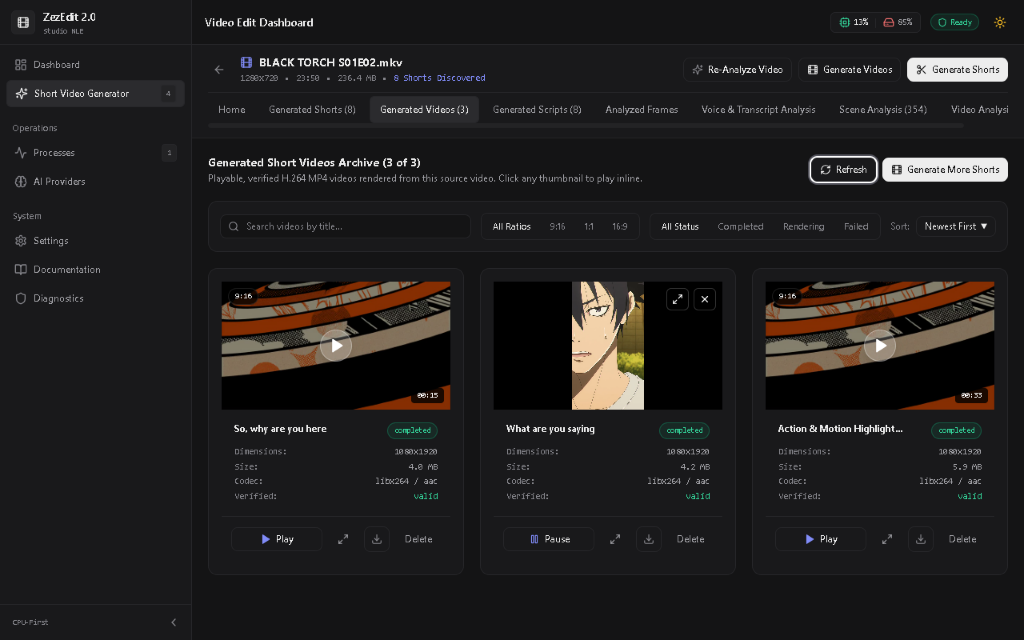 ZezEdit 2.0
Studio NLE
Dashboard
Short Video Generator 4
Operations
Processes 1
AI Providers
System
Settings
Documentation
Diagnostics
CPU-First
Video Edit Dashboard
13% 85% Ready
BLACK TORCH S01E02.mkv
1280x720 • 23:50 • 236.4 MB • 8 Shorts Discovered
Re-Analyze Video Generate Videos Generate Shorts
Home Generated Shorts (8) Generated Videos (3) Generated Scripts (8) Analyzed Frames Voice & Transcript Analysis Scene Analysis (354) Video Analysi
Generated Short Videos Archive (3 of 3)
Playable, verified H.264 MP4 videos rendered from this source video. Click any thumbnail to play inline.
Refresh Generate More Shorts
Search videos by title... All Ratios 9:16 1:1 16:9 All Status Completed Rendering Failed Sort: Newest First ▼
9:16
00:15
So, why are you here completed
Dimensions: 1080x1920
Size: 4.0 MB
Codec: libx264 / aac
Verified: valid
Play Delete
What are you saying completed
Dimensions: 1080x1920
Size: 4.2 MB
Codec: libx264 / aac
Verified: valid
Pause Delete
9:16
00:33
Action & Motion Highlight... completed
Dimensions: 1080x1920
Size: 5.9 MB
Codec: libx264 / aac
Verified: valid
Play Delete